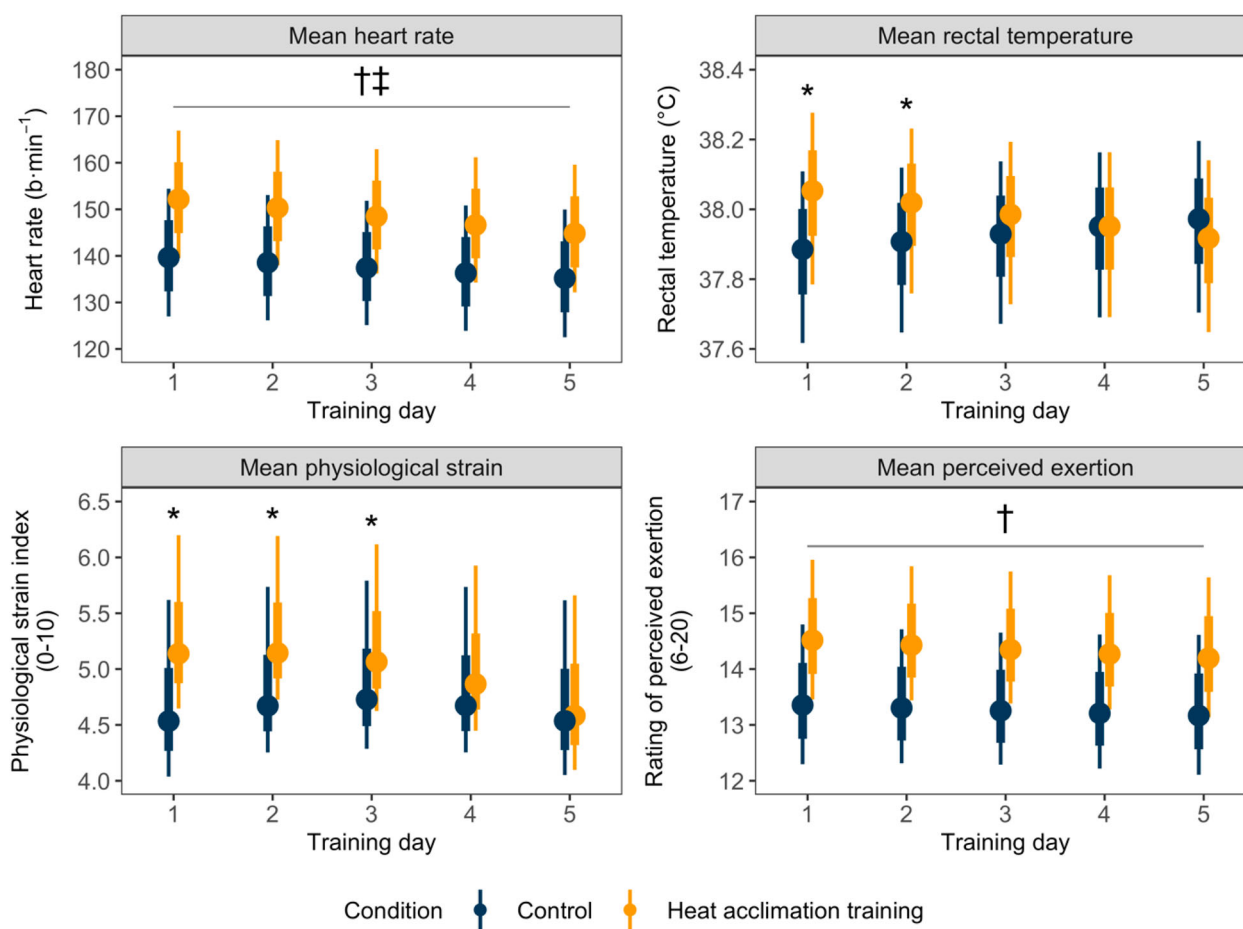 Mean heart rate
Heart rate (b·min⁻¹)
180
170
160
150
140
130
120
†‡
1 2 3 4 5
Training day
Mean rectal temperature
Rectal temperature (°C)
38.4
38.2
38.0
37.8
37.6
* *
1 2 3 4 5
Training day
Mean physiological strain
Physiological strain index
(0-10)
6.5
6.0
5.5
5.0
4.5
4.0
* * *
1 2 3 4 5
Training day
Mean perceived exertion
Rating of perceived exertion
(6-20)
17
16
15
14
13
12
†
1 2 3 4 5
Training day
Condition Control Heat acclimation training